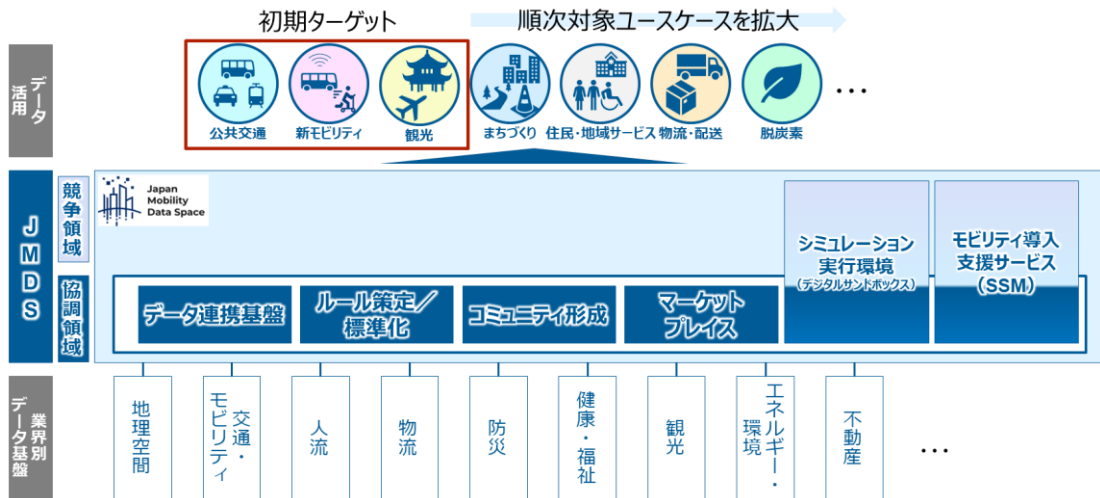 初期ターゲット
順次対象ユースケースを拡大
データ
活用
公共交通
新モビリティ
観光
まちづくり
住民・地域サービス
物流・配送
脱炭素
・・・
JMDS
競争領域
協調領域
Japan
Mobility
Data Space
データ連携基盤
ルール策定／
標準化
コミュニティ形成
マーケット
プレイス
シミュレーション
実行環境
(デジタルサンドボックス)
モビリティ導入
支援サービス
(SSM)
業界別
データ基盤
地理空間
交通・
モビリティ
人流
物流
防災
健康・福祉
観光
エネルギー・
環境
不動産
・・・